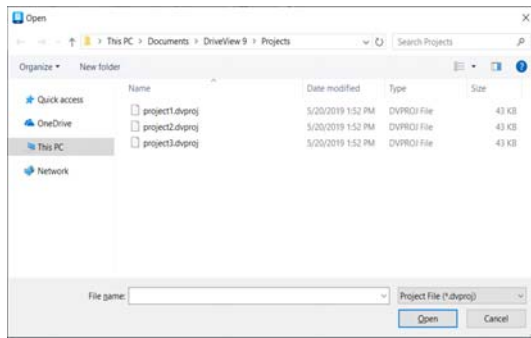 Open
This PC > Documents > DriveView 9 > Projects
Search Projects
Organize
New folder
Name
Date modified
Type
Size
Quick access
OneDrive
This PC
Network
project1.dvproj 5/20/2019 1:52 PM DVPROJ File 43 KB
project2.dvproj 5/20/2019 1:52 PM DVPROJ File 43 KB
project3.dvproj 5/20/2019 1:52 PM DVPROJ File 43 KB
File name:
Project File (*.dvproj)
Open
Cancel